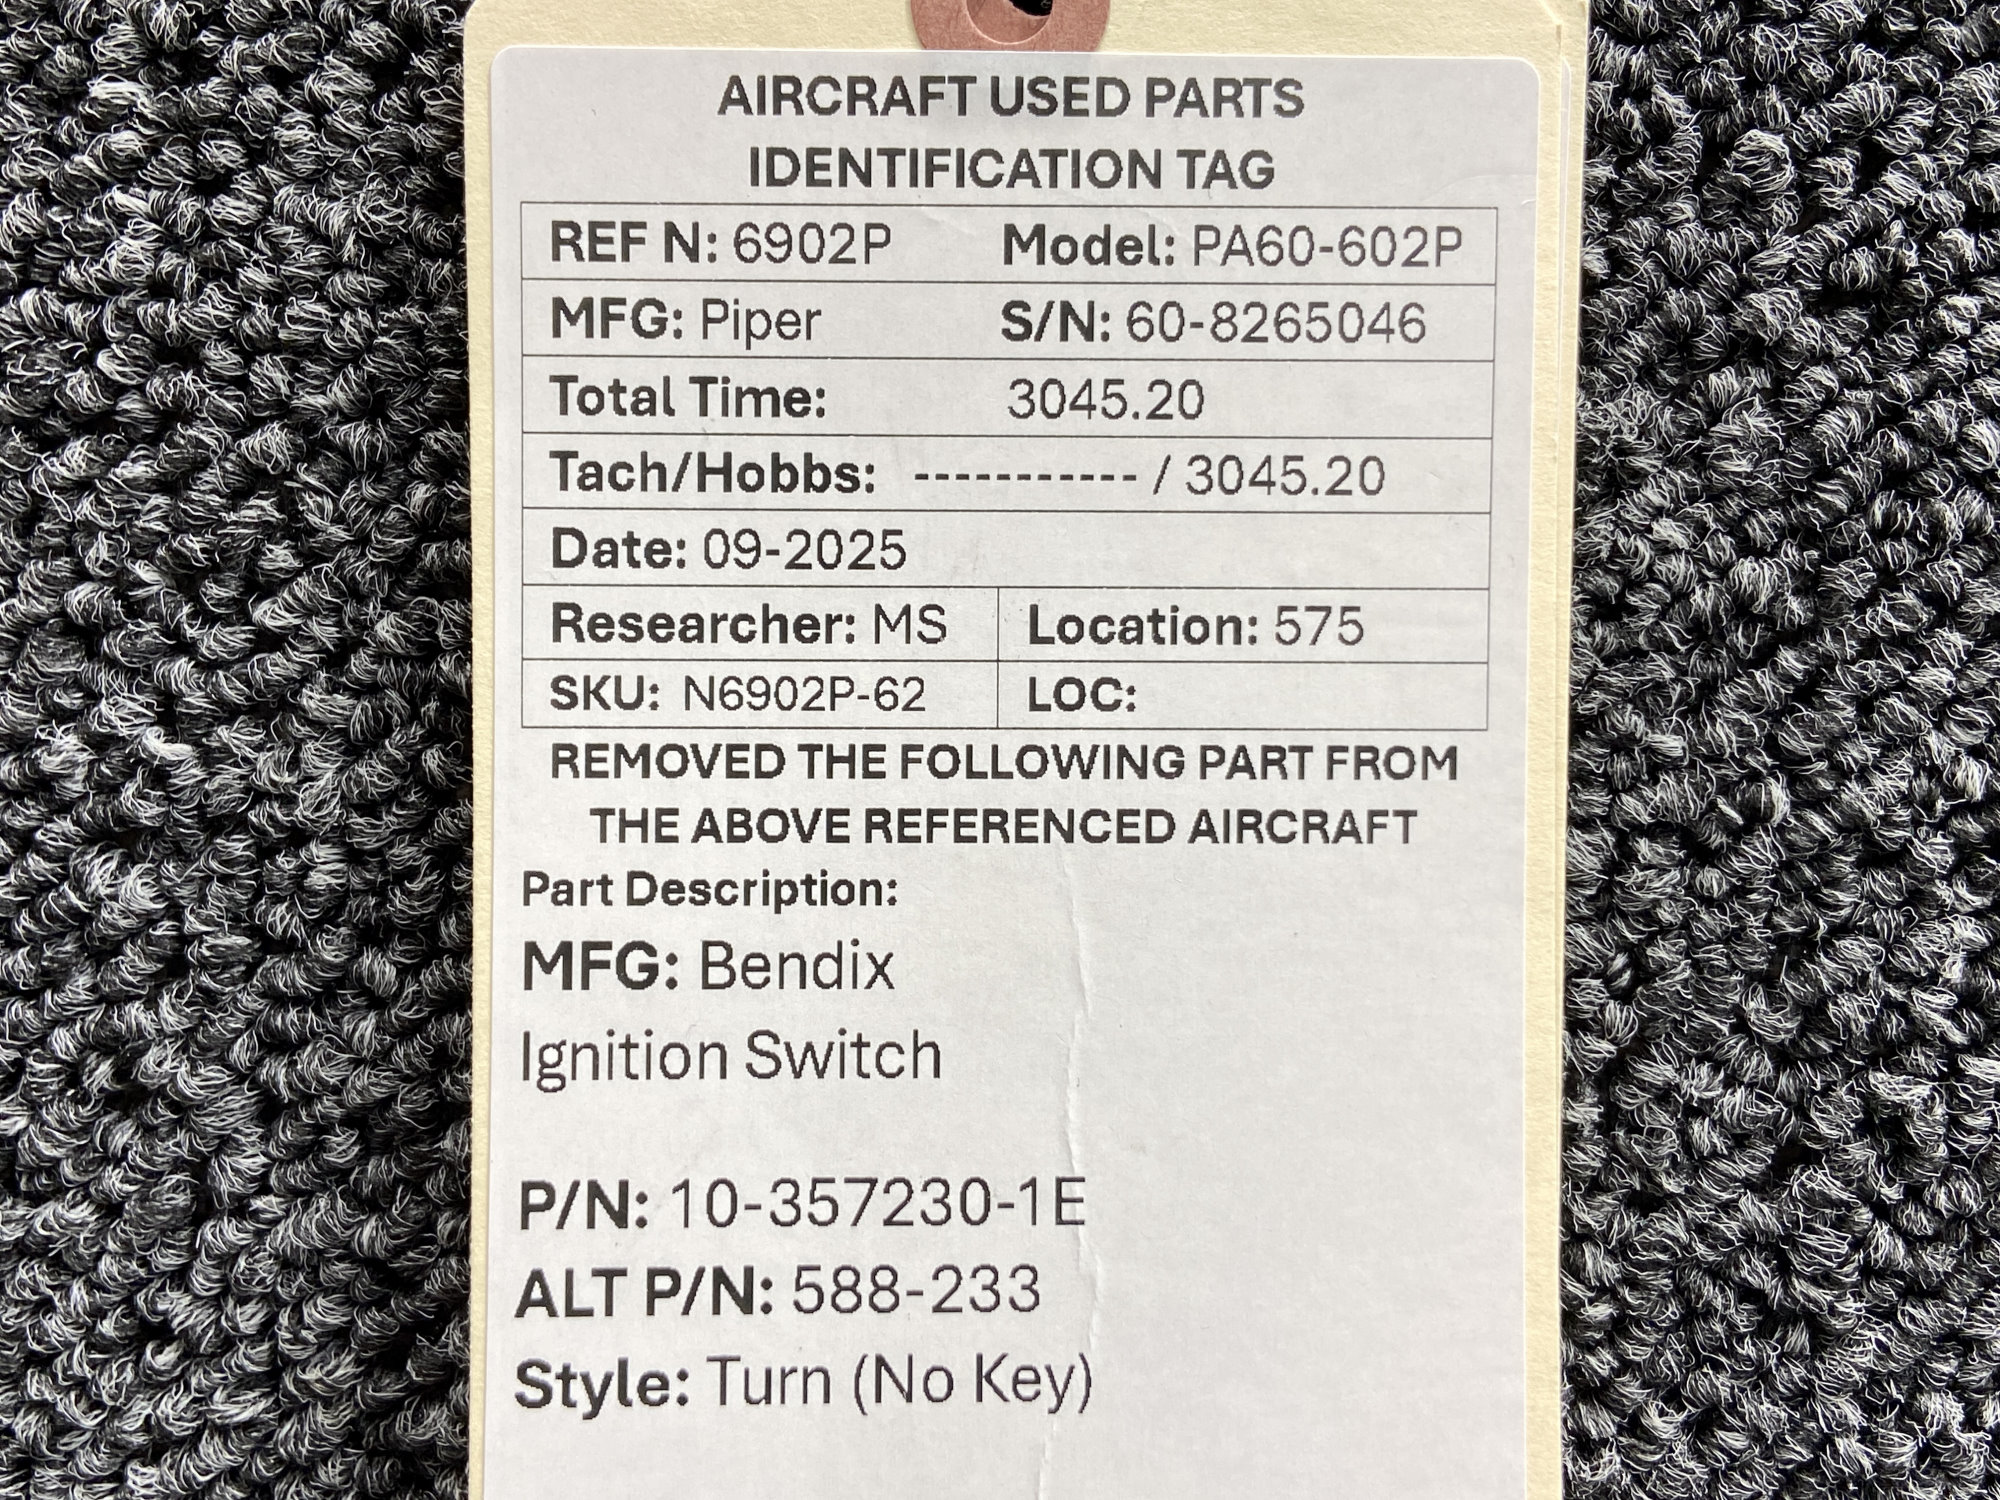 AIRCRAFT USED PARTS
IDENTIFICATION TAG
REF N: 6902P Model: PA60-602P
MFG: Piper S/N: 60-8265046
Total Time: 3045.20
Tach/Hobbs: ----------- / 3045.20
Date: 09-2025
Researcher: MS Location: 575
SKU: N6902P-62 LOC:
REMOVED THE FOLLOWING PART FROM
THE ABOVE REFERENCED AIRCRAFT
Part Description:
MFG: Bendix
Ignition Switch
P/N: 10-357230-1E
ALT P/N: 588-233
Style: Turn (No Key)